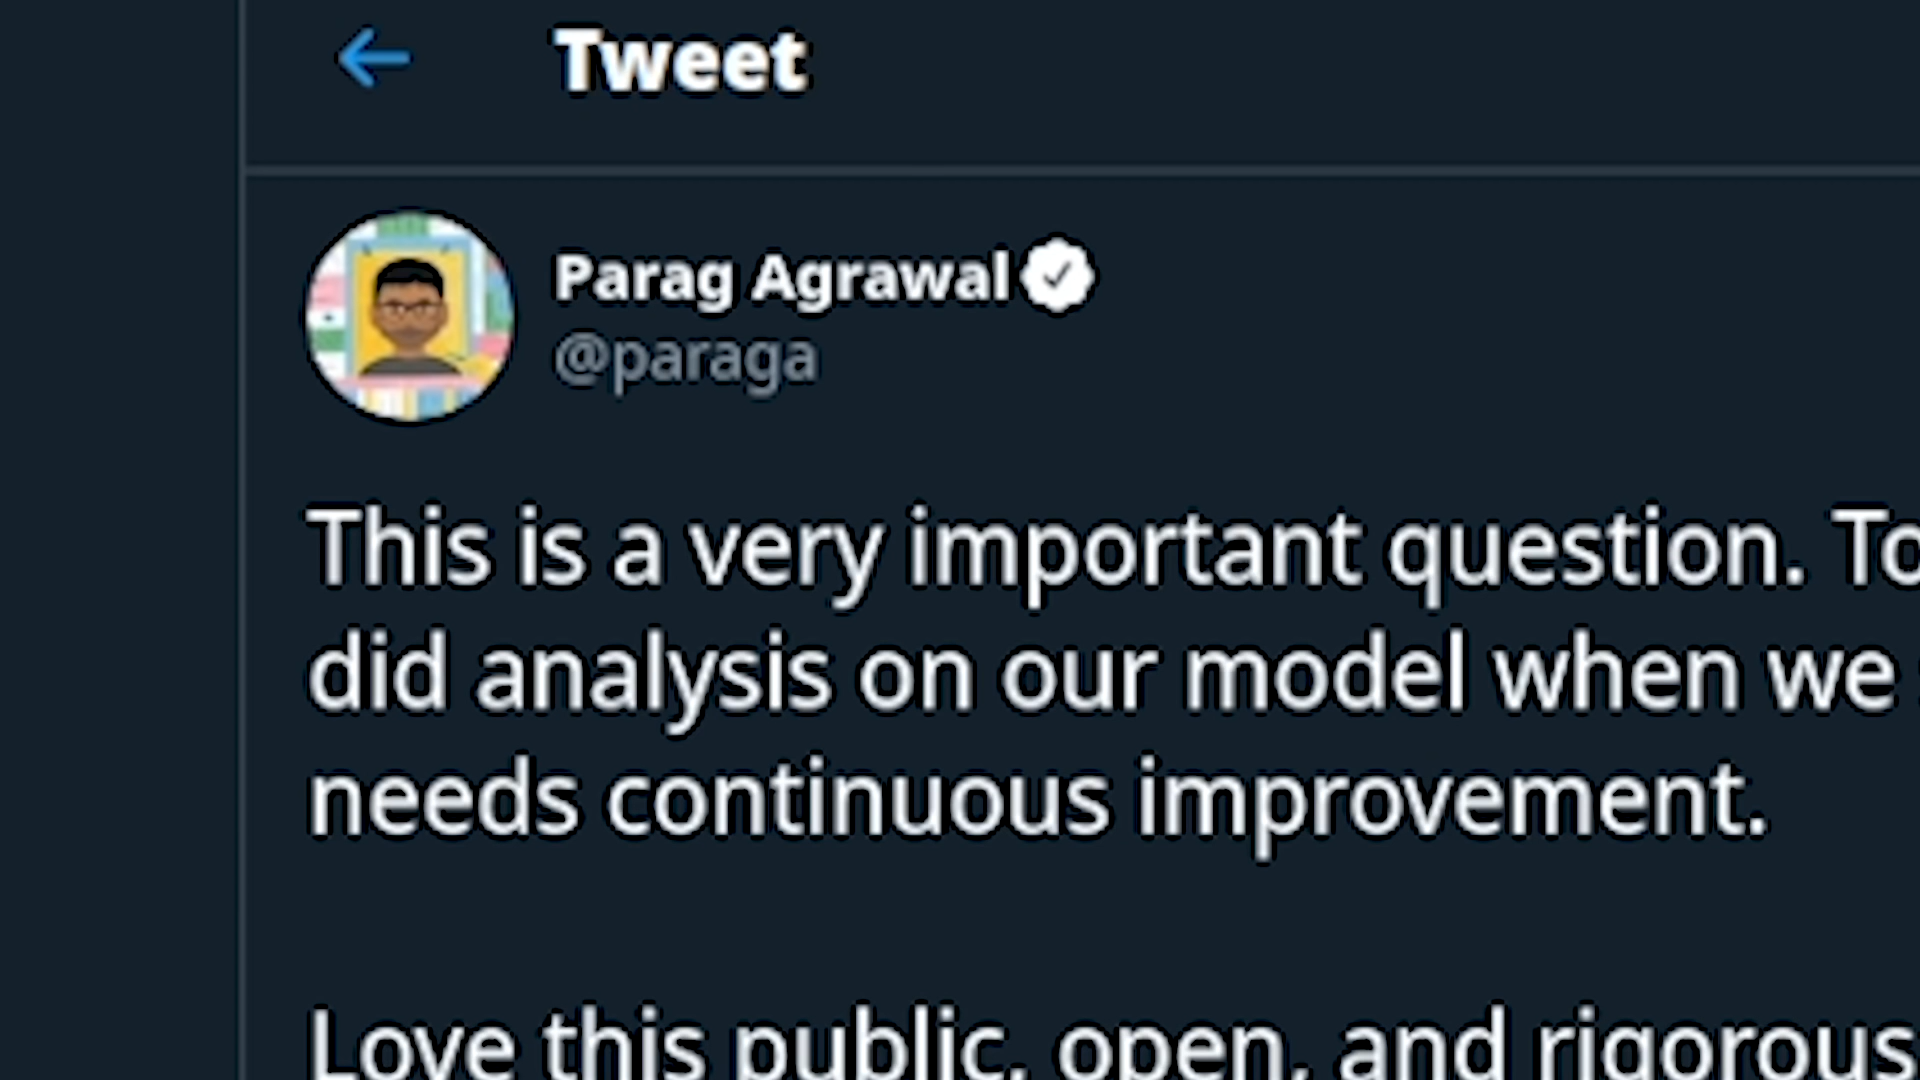 Tweet
Parag Agrawal
@paraga
This is a very important question. To
did analysis on our model when we
needs continuous improvement.
Love this public, open, and rigorous